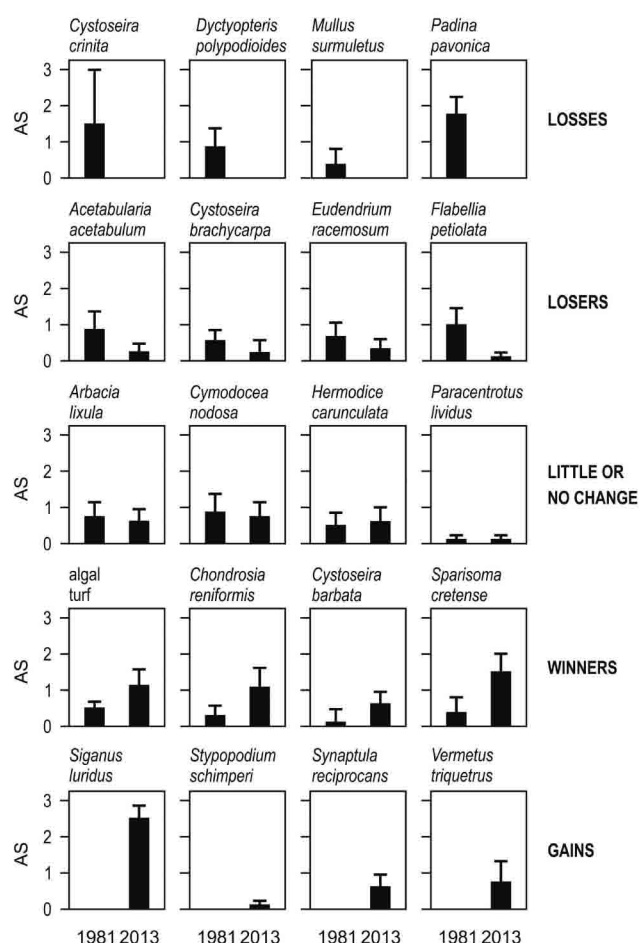 Cystoseira crinita
Dyctyopteris polypodioides
Mullus surmuletus
Padina pavonica
3
2
1
0
AS
LOSSES
Acetabularia acetabulum
Cystoseira brachycarpa
Eudendrium racemosum
Flabellia petiolata
3
2
1
0
AS
LOSERS
Arbacia lixula
Cymodocea nodosa
Hermodice carunculata
Paracentrotus lividus
3
2
1
0
AS
LITTLE OR
NO CHANGE
algal turf
Chondrosia reniformis
Cystoseira barbata
Sparisoma cretense
3
2
1
0
AS
WINNERS
Siganus luridus
Stypopodium schimperi
Synaptula reciprocans
Vermetus triquetrus
3
2
1
0
AS
GAINS
1981 2013
1981 2013
1981 2013
1981 2013